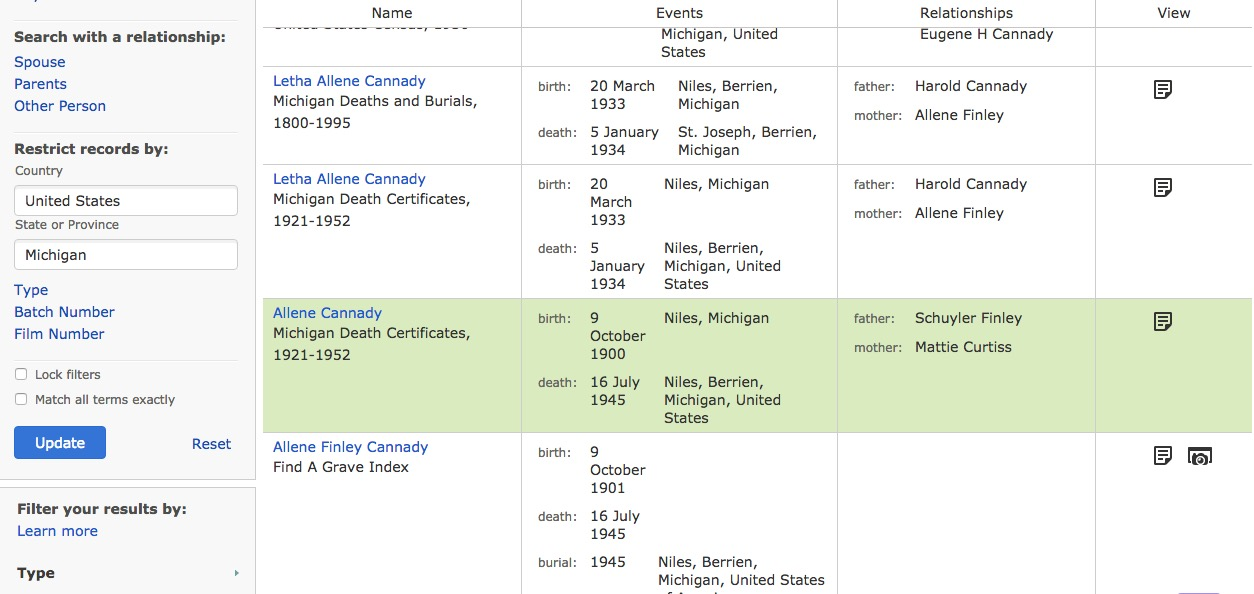 Name Events Relationships View
Search with a relationship:
Spouse
Parents
Other Person
Restrict records by:
Country
United States
State or Province
Michigan
Type
Batch Number
Film Number
Lock filters
Match all terms exactly
Update Reset
Filter your results by:
Learn more
Type
Michigan, United
States
Eugene H Cannady
Letha Allene Cannady
Michigan Deaths and Burials,
1800-1995
birth: 20 March Niles, Berrien,
1933 Michigan
death: 5 January St. Joseph, Berrien,
1934 Michigan
father: Harold Cannady
mother: Allene Finley
Letha Allene Cannady
Michigan Death Certificates,
1921-1952
birth: 20 Niles, Michigan
March
1933
death: 5 Niles, Berrien,
January Michigan, United
1934 States
father: Harold Cannady
mother: Allene Finley
Allene Cannady
Michigan Death Certificates,
1921-1952
birth: 9 Niles, Michigan
October
1900
death: 16 July Niles, Berrien,
1945 Michigan, United
States
father: Schuyler Finley
mother: Mattie Curtiss
Allene Finley Cannady
Find A Grave Index
birth: 9
October
1901
death: 16 July
1945
burial: 1945 Niles, Berrien,
Michigan, United States